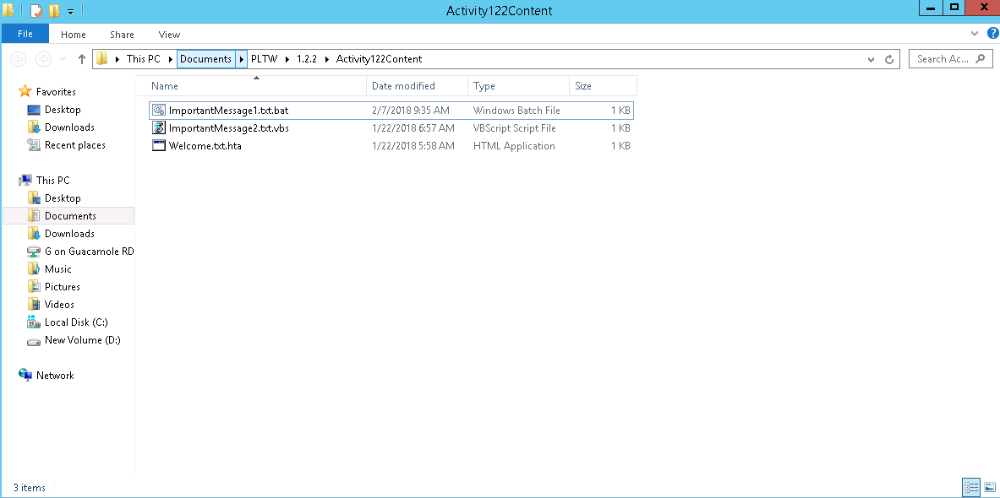 Activity122Content
File Home Share View
This PC Documents PLTW 1.2.2 Activity122Content Search Ac...
Name Date modified Type Size
ImportantMessage1.txt.bat 2/7/2018 9:35 AM Windows Batch File 1 KB
ImportantMessage2.txt.vbs 1/22/2018 6:57 AM VBScript Script File 1 KB
Welcome.txt.hta 1/22/2018 5:58 AM HTML Application 1 KB
Favorites
Desktop
Downloads
Recent places
This PC
Desktop
Documents
Downloads
G on Guacamole RD
Music
Pictures
Videos
Local Disk (C:)
New Volume (D:)
Network
3 items